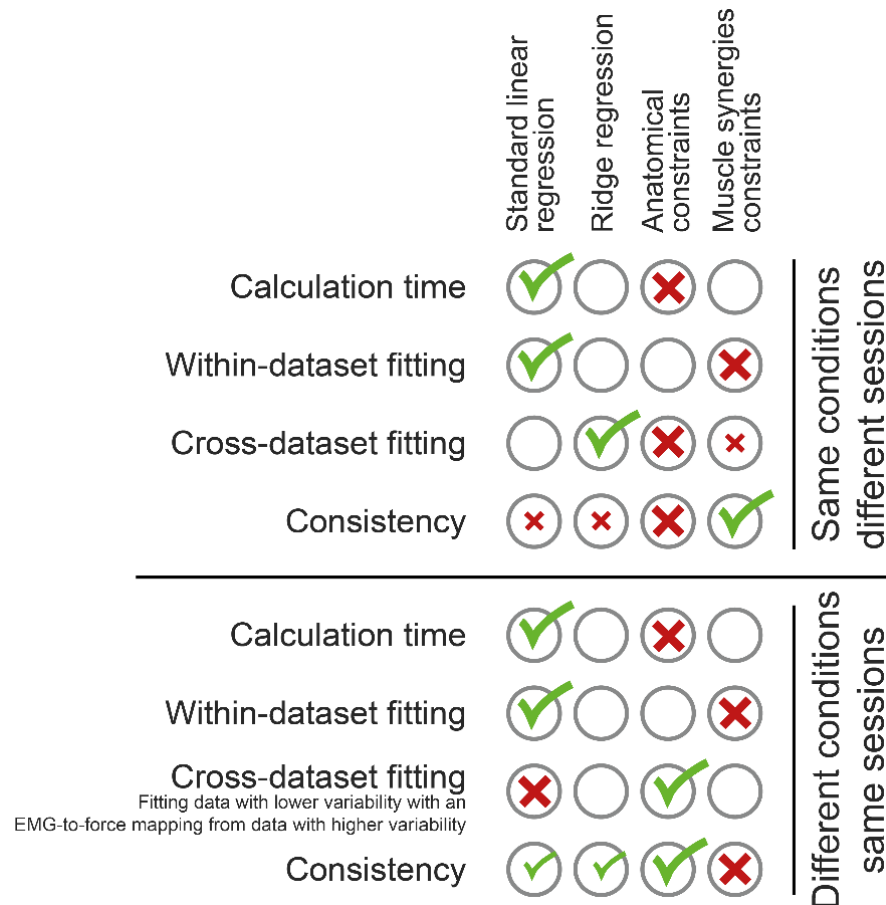 Standard linear
regression
Ridge regression
Anatomical
constraints
Muscle synergies
constraints
Calculation time
Within-dataset fitting
Cross-dataset fitting
Consistency
Same conditions
different sessions
Calculation time
Within-dataset fitting
Cross-dataset fitting
Fitting data with lower variability with an
EMG-to-force mapping from data with higher variability
Consistency
Different conditions
same sessions